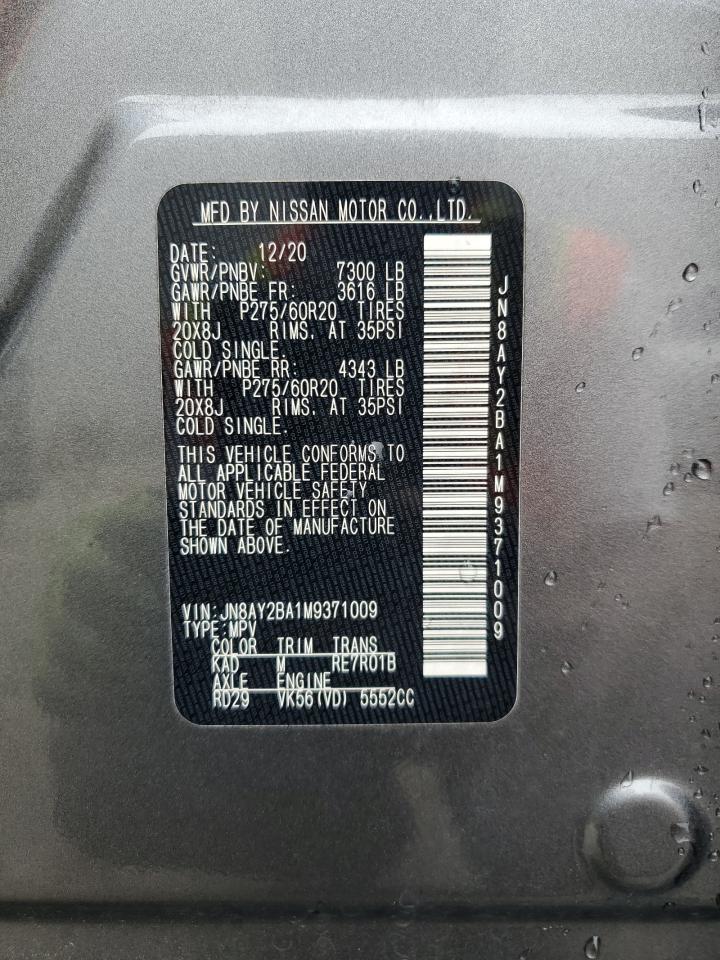 MFD BY NISSAN MOTOR CO.,LTD.
DATE: 12/20
GVWR/PNBV: 7300 LB
GAWR/PNBE FR: 3616 LB
WITH P275/60R20 TIRES
20X8J RIMS, AT 35PSI
COLD SINGLE.
GAWR/PNBE RR: 4343 LB
WITH P275/60R20 TIRES
20X8J RIMS, AT 35PSI
COLD SINGLE.
THIS VEHICLE CONFORMS TO
ALL APPLICABLE FEDERAL
MOTOR VEHICLE SAFETY
STANDARDS IN EFFECT ON
THE DATE OF MANUFACTURE
SHOWN ABOVE.
VIN:JN8AY2BA1M9371009
TYPE:MPV
COLOR TRIM TRANS
KAD M RE7R01B
AXLE ENGINE
RD29 VK56(VD) 5552CC
JN8AY2BA1M9371009